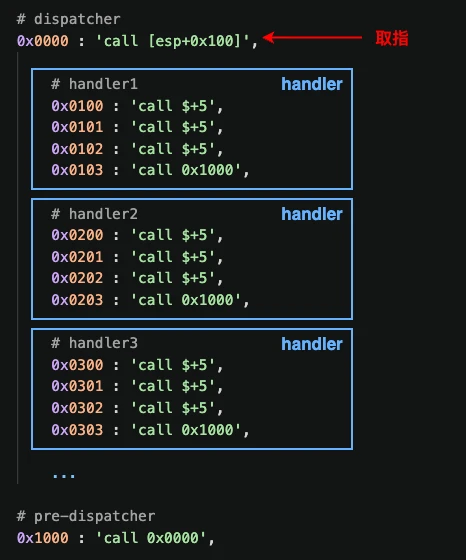 # dispatcher
0x0000 : 'call [esp+0x100]', 取指
# handler1 handler
0x0100 : 'call $+5',
0x0101 : 'call $+5',
0x0102 : 'call $+5',
0x0103 : 'call 0x1000',
# handler2 handler
0x0200 : 'call $+5',
0x0201 : 'call $+5',
0x0202 : 'call $+5',
0x0203 : 'call 0x1000',
# handler3 handler
0x0300 : 'call $+5',
0x0301 : 'call $+5',
0x0302 : 'call $+5',
0x0303 : 'call 0x1000',
...
# pre-dispatcher
0x1000 : 'call 0x0000',